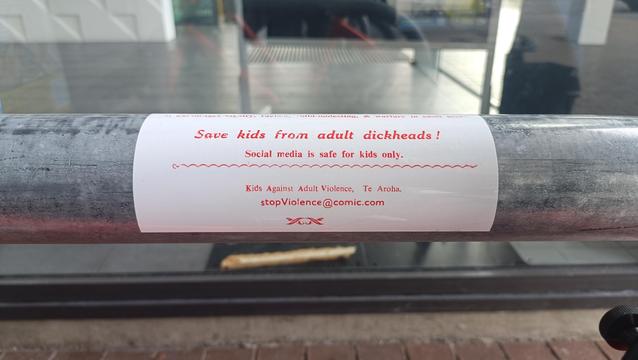 Save kids from adult dickheads!
Social media is safe for kids only.
Kids Against Adult Violence, Te Aroha.
stopViolence@comic.com